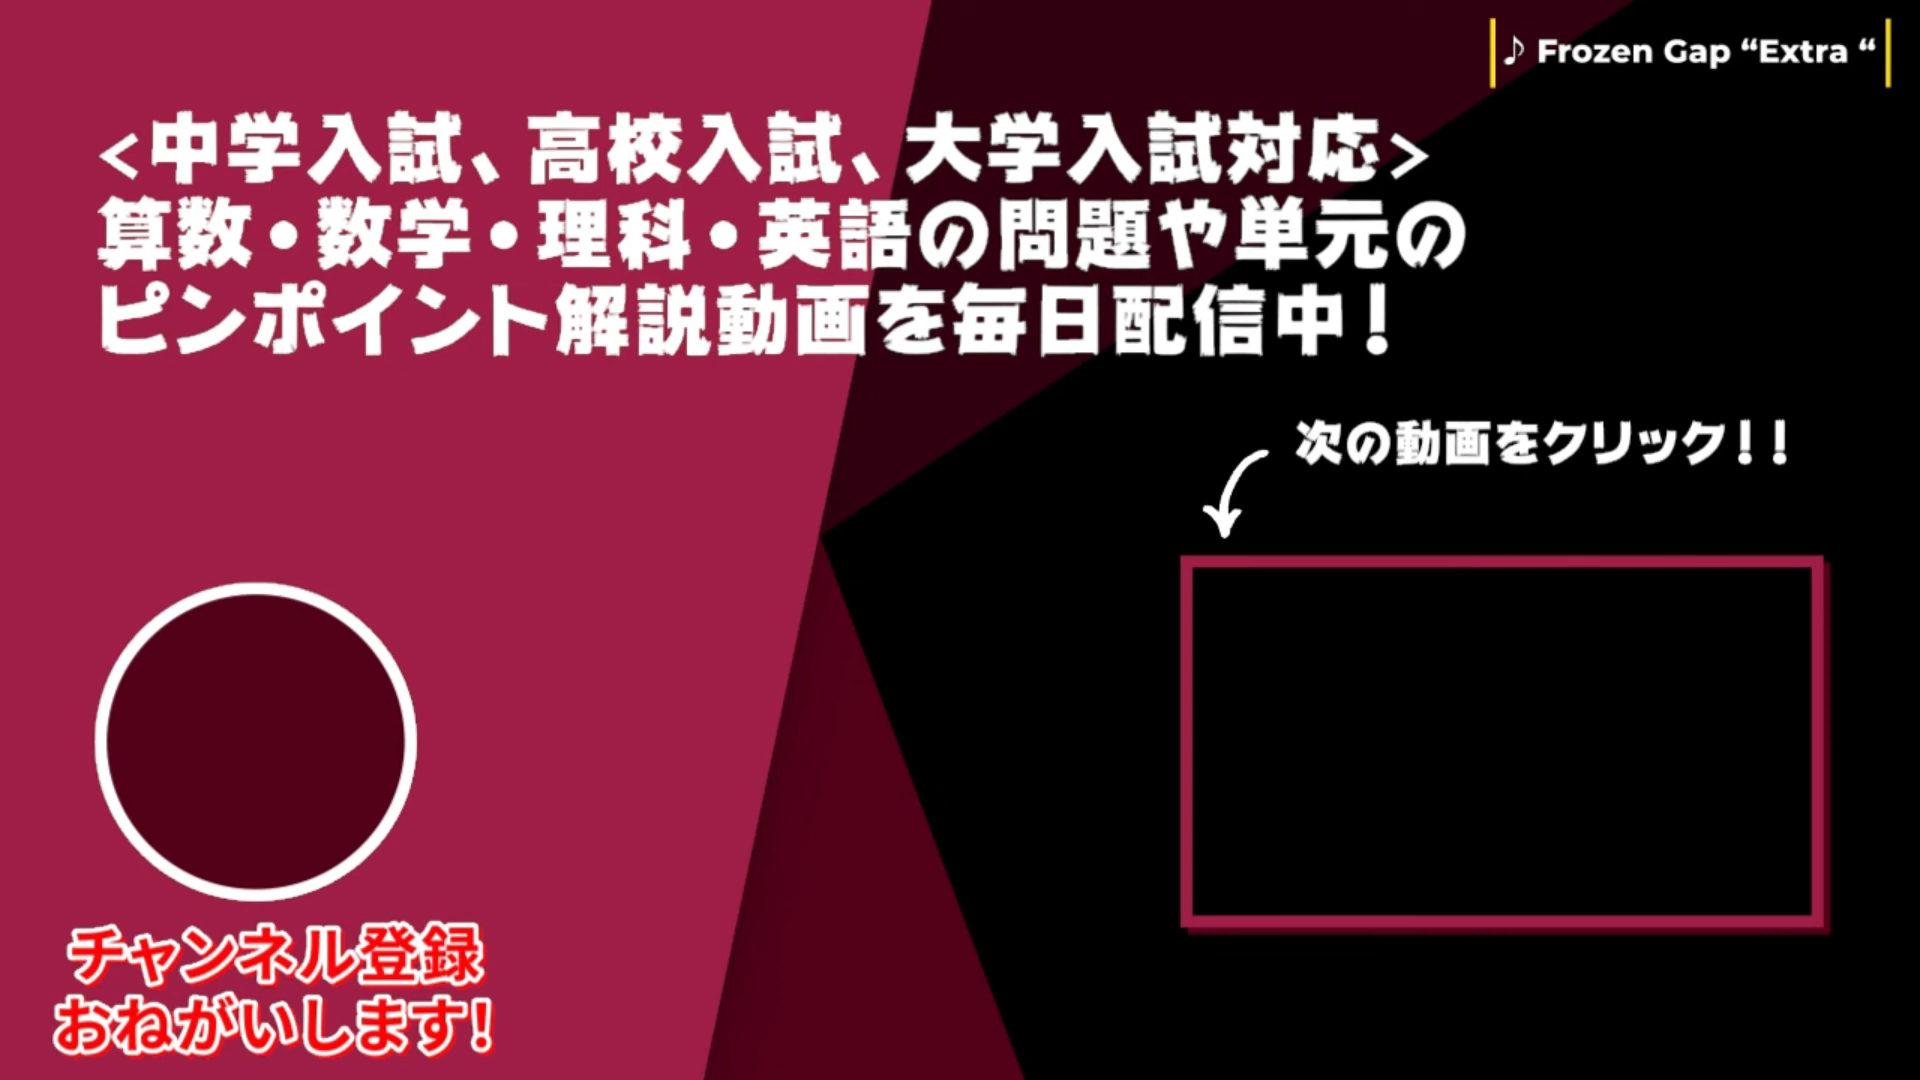 ♪ Frozen Gap “Extra “
<中学入試、高校入試、大学入試対応>
算数・数学・理科・英語の問題や単元の
ピンポイント解説動画を毎日配信中！
次の動画をクリック！！
チャンネル登録
おねがいします！